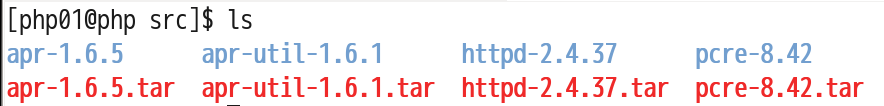 [php01@php src]$ ls
apr-1.6.5 apr-util-1.6.1 httpd-2.4.37 pcre-8.42
apr-1.6.5.tar apr-util-1.6.1.tar httpd-2.4.37.tar pcre-8.42.tar